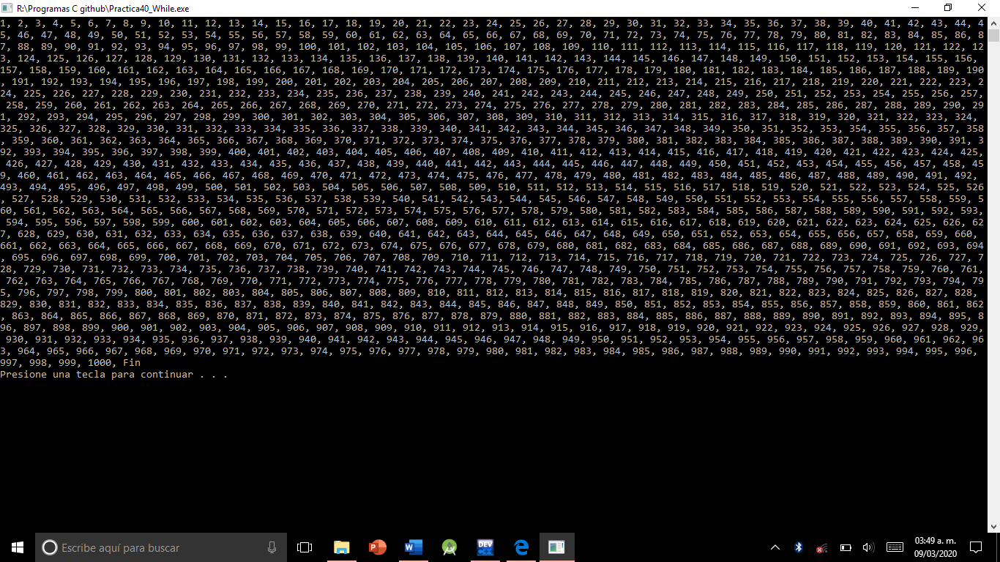 R:\Programas C github\Practica40_While.exe
1, 2, 3, 4, 5, 6, 7, 8, 9, 10, 11, 12, 13, 14, 15, 16, 17, 18, 19, 20, 21, 22, 23, 24, 25, 26, 27, 28, 29, 30, 31, 32, 33, 34, 35, 36, 37, 38, 39, 40, 41, 42, 43, 44, 4
5, 46, 47, 48, 49, 50, 51, 52, 53, 54, 55, 56, 57, 58, 59, 60, 61, 62, 63, 64, 65, 66, 67, 68, 69, 70, 71, 72, 73, 74, 75, 76, 77, 78, 79, 80, 81, 82, 83, 84, 85, 86, 8
7, 88, 89, 90, 91, 92, 93, 94, 95, 96, 97, 98, 99, 100, 101, 102, 103, 104, 105, 106, 107, 108, 109, 110, 111, 112, 113, 114, 115, 116, 117, 118, 119, 120, 121, 122, 12
3, 124, 125, 126, 127, 128, 129, 130, 131, 132, 133, 134, 135, 136, 137, 138, 139, 140, 141, 142, 143, 144, 145, 146, 147, 148, 149, 150, 151, 152, 153, 154, 155, 156,
157, 158, 159, 160, 161, 162, 163, 164, 165, 166, 167, 168, 169, 170, 171, 172, 173, 174, 175, 176, 177, 178, 179, 180, 181, 182, 183, 184, 185, 186, 187, 188, 189, 190
, 191, 192, 193, 194, 195, 196, 197, 198, 199, 200, 201, 202, 203, 204, 205, 206, 207, 208, 209, 210, 211, 212, 213, 214, 215, 216, 217, 218, 219, 220, 221, 222, 223, 2
24, 225, 226, 227, 228, 229, 230, 231, 232, 233, 234, 235, 236, 237, 238, 239, 240, 241, 242, 243, 244, 245, 246, 247, 248, 249, 250, 251, 252, 253, 254, 255, 256, 257,
258, 259, 260, 261, 262, 263, 264, 265, 266, 267, 268, 269, 270, 271, 272, 273, 274, 275, 276, 277, 278, 279, 280, 281, 282, 283, 284, 285, 286, 287, 288, 289, 290, 29
1, 292, 293, 294, 295, 296, 297, 298, 299, 300, 301, 302, 303, 304, 305, 306, 307, 308, 309, 310, 311, 312, 313, 314, 315, 316, 317, 318, 319, 320, 321, 322, 323, 324,
325, 326, 327, 328, 329, 330, 331, 332, 333, 334, 335, 336, 337, 338, 339, 340, 341, 342, 343, 344, 345, 346, 347, 348, 349, 350, 351, 352, 353, 354, 355, 356, 357, 358
, 359, 360, 361, 362, 363, 364, 365, 366, 367, 368, 369, 370, 371, 372, 373, 374, 375, 376, 377, 378, 379, 380, 381, 382, 383, 384, 385, 386, 387, 388, 389, 390, 391, 3
92, 393, 394, 395, 396, 397, 398, 399, 400, 401, 402, 403, 404, 405, 406, 407, 408, 409, 410, 411, 412, 413, 414, 415, 416, 417, 418, 419, 420, 421, 422, 423, 424, 425,
426, 427, 428, 429, 430, 431, 432, 433, 434, 435, 436, 437, 438, 439, 440, 441, 442, 443, 444, 445, 446, 447, 448, 449, 450, 451, 452, 453, 454, 455, 456, 457, 458, 45
9, 460, 461, 462, 463, 464, 465, 466, 467, 468, 469, 470, 471, 472, 473, 474, 475, 476, 477, 478, 479, 480, 481, 482, 483, 484, 485, 486, 487, 488, 489, 490, 491, 492,
493, 494, 495, 496, 497, 498, 499, 500, 501, 502, 503, 504, 505, 506, 507, 508, 509, 510, 511, 512, 513, 514, 515, 516, 517, 518, 519, 520, 521, 522, 523, 524, 525, 526
, 527, 528, 529, 530, 531, 532, 533, 534, 535, 536, 537, 538, 539, 540, 541, 542, 543, 544, 545, 546, 547, 548, 549, 550, 551, 552, 553, 554, 555, 556, 557, 558, 559, 5
60, 561, 562, 563, 564, 565, 566, 567, 568, 569, 570, 571, 572, 573, 574, 575, 576, 577, 578, 579, 580, 581, 582, 583, 584, 585, 586, 587, 588, 589, 590, 591, 592, 593,
594, 595, 596, 597, 598, 599, 600, 601, 602, 603, 604, 605, 606, 607, 608, 609, 610, 611, 612, 613, 614, 615, 616, 617, 618, 619, 620, 621, 622, 623, 624, 625, 626, 62
7, 628, 629, 630, 631, 632, 633, 634, 635, 636, 637, 638, 639, 640, 641, 642, 643, 644, 645, 646, 647, 648, 649, 650, 651, 652, 653, 654, 655, 656, 657, 658, 659, 660,
661, 662, 663, 664, 665, 666, 667, 668, 669, 670, 671, 672, 673, 674, 675, 676, 677, 678, 679, 680, 681, 682, 683, 684, 685, 686, 687, 688, 689, 690, 691, 692, 693, 694
, 695, 696, 697, 698, 699, 700, 701, 702, 703, 704, 705, 706, 707, 708, 709, 710, 711, 712, 713, 714, 715, 716, 717, 718, 719, 720, 721, 722, 723, 724, 725, 726, 727, 7
28, 729, 730, 731, 732, 733, 734, 735, 736, 737, 738, 739, 740, 741, 742, 743, 744, 745, 746, 747, 748, 749, 750, 751, 752, 753, 754, 755, 756, 757, 758, 759, 760, 761,
762, 763, 764, 765, 766, 767, 768, 769, 770, 771, 772, 773, 774, 775, 776, 777, 778, 779, 780, 781, 782, 783, 784, 785, 786, 787, 788, 789, 790, 791, 792, 793, 794, 79
5, 796, 797, 798, 799, 800, 801, 802, 803, 804, 805, 806, 807, 808, 809, 810, 811, 812, 813, 814, 815, 816, 817, 818, 819, 820, 821, 822, 823, 824, 825, 826, 827, 828,
829, 830, 831, 832, 833, 834, 835, 836, 837, 838, 839, 840, 841, 842, 843, 844, 845, 846, 847, 848, 849, 850, 851, 852, 853, 854, 855, 856, 857, 858, 859, 860, 861, 862
, 863, 864, 865, 866, 867, 868, 869, 870, 871, 872, 873, 874, 875, 876, 877, 878, 879, 880, 881, 882, 883, 884, 885, 886, 887, 888, 889, 890, 891, 892, 893, 894, 895, 8
96, 897, 898, 899, 900, 901, 902, 903, 904, 905, 906, 907, 908, 909, 910, 911, 912, 913, 914, 915, 916, 917, 918, 919, 920, 921, 922, 923, 924, 925, 926, 927, 928, 929,
930, 931, 932, 933, 934, 935, 936, 937, 938, 939, 940, 941, 942, 943, 944, 945, 946, 947, 948, 949, 950, 951, 952, 953, 954, 955, 956, 957, 958, 959, 960, 961, 962, 96
3, 964, 965, 966, 967, 968, 969, 970, 971, 972, 973, 974, 975, 976, 977, 978, 979, 980, 981, 982, 983, 984, 985, 986, 987, 988, 989, 990, 991, 992, 993, 994, 995, 996,
997, 998, 999, 1000, Fin
Presione una tecla para continuar . . .
Escribe aquí para buscar
DEV
03:49 a. m.
09/03/2020